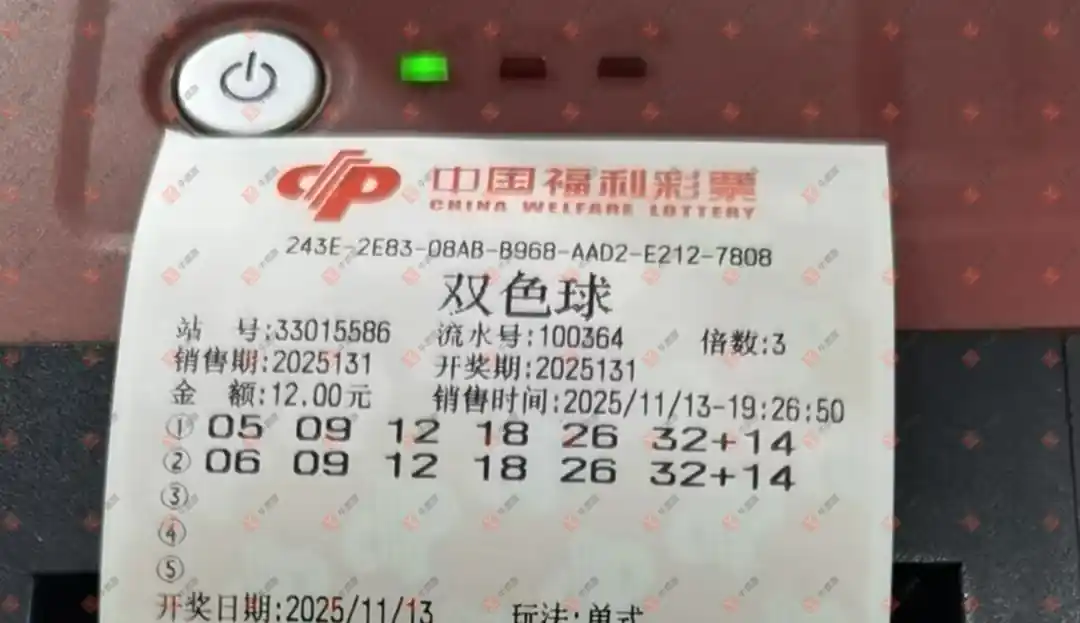 中国福利彩票
CHINA WELFARE LOTTERY
243E-2E83-08AB-B968-AAD2-E212-7808
双色球
站 号:33015586 流水号:100364 倍数:3
销售期:2025131 开奖期:2025131
金 额:12.00元 销售时间:2025/11/13-19:26:50
① 05 09 12 18 26 32+14
② 06 09 12 18 26 32+14
③
④
⑤
开奖日期:2025/11/13 玩法:单式